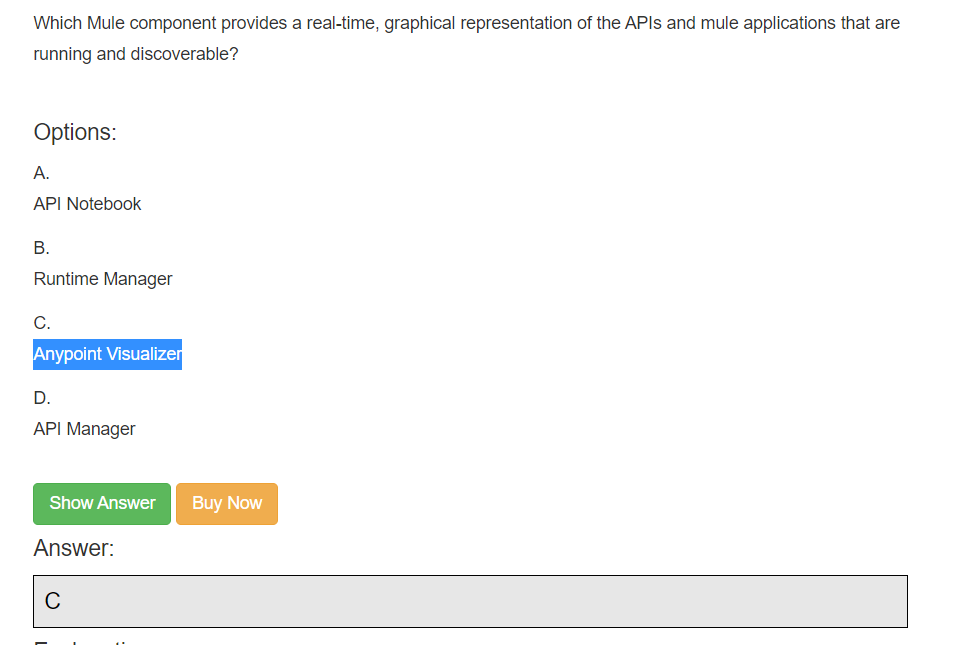 Which Mule component provides a real-time, graphical representation of the APIs and mule applications that are
running and discoverable?
Options:
A.
API Notebook
B.
Runtime Manager
C.
Anypoint Visualizer
D.
API Manager
Show Answer Buy Now
Answer:
C